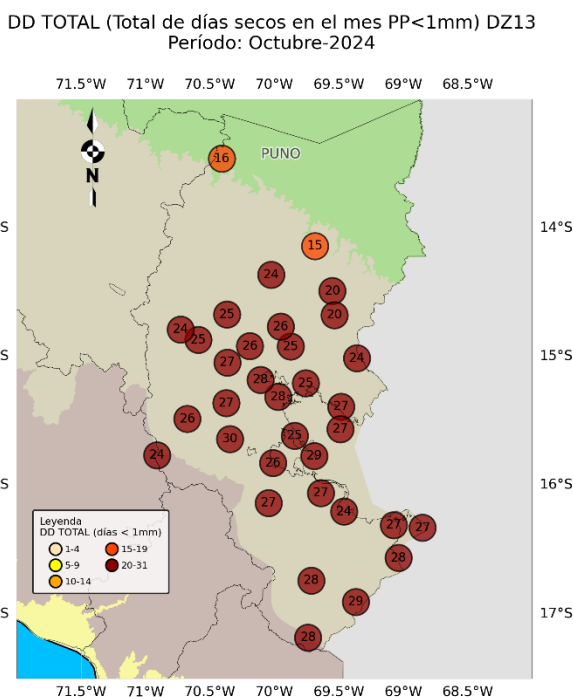 DD TOTAL (Total de días secos en el mes PP<1mm) DZ13
Período: Octubre-2024
71.5°W 71°W 70.5°W 70°W 69.5°W 69°W 68.5°W
N
PUNO
16
15
S 14°S
24
20
25 20
24 25 26 25
26
27 24
S 15°S
28 25
28
27 27
26
30 25 27
24 26 29
S 16°S
27 27 24
27 27
28
28
29
28
S 17°S
Leyenda
DD TOTAL (días < 1mm)
1-4 15-19
5-9 20-31
10-14
71.5°W 71°W 70.5°W 70°W 69.5°W 69°W 68.5°W